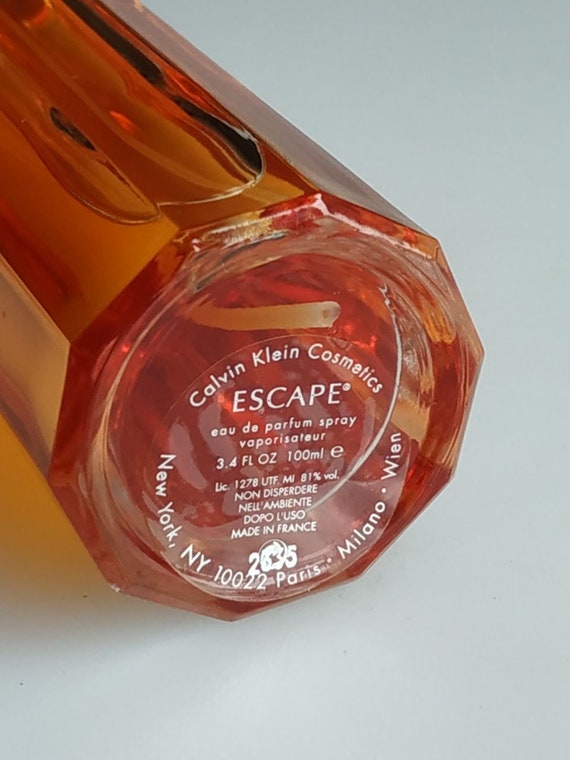 Calvin Klein Cosmetics
ESCAPE®
eau de parfum spray
vaporisateur
3.4 FL OZ 100ml ℮
Lic. 1278 UTF. MI 81% vol.
NON DISPERDERE
NELL'AMBIENTE
DOPO L'USO
MADE IN FRANCE
New York, NY 10022 Paris • Milano • Wien